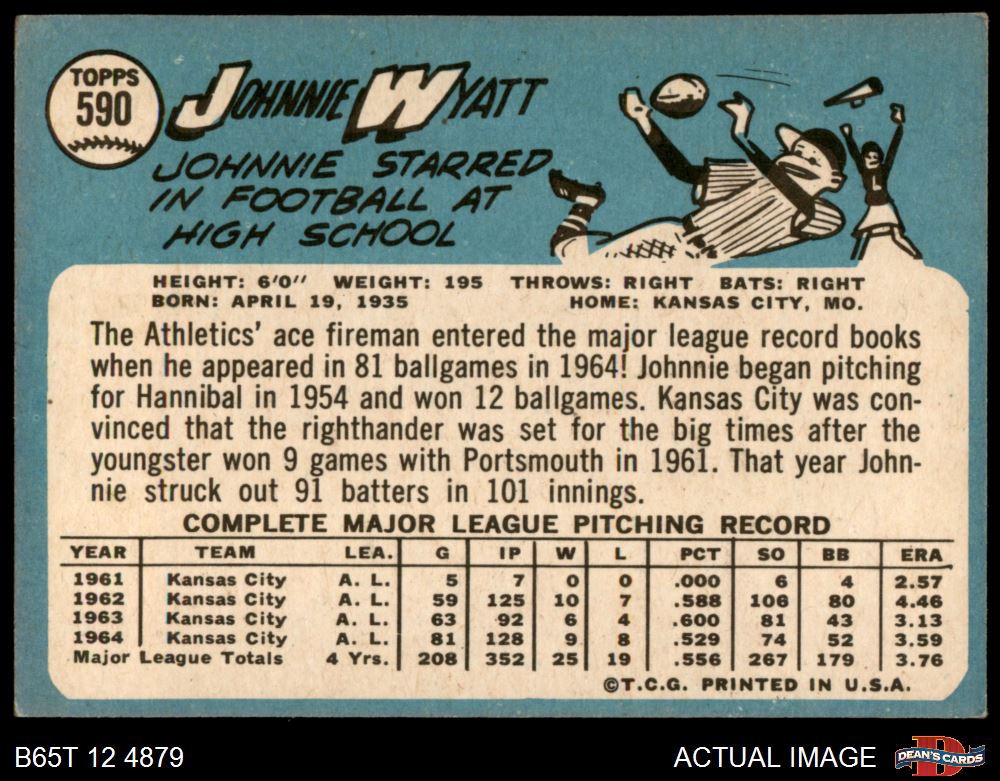 TOPPS
590
JOHNNIE WYATT
JOHNNIE STARRED
IN FOOTBALL AT
HIGH SCHOOL
L
HEIGHT: 6'0" WEIGHT: 195 THROWS: RIGHT BATS: RIGHT
BORN: APRIL 19, 1935 HOME: KANSAS CITY, MO.
The Athletics' ace fireman entered the major league record books
when he appeared in 81 ballgames in 1964! Johnnie began pitching
for Hannibal in 1954 and won 12 ballgames. Kansas City was con-
vinced that the righthander was set for the big times after the
youngster won 9 games with Portsmouth in 1961. That year John-
nie struck out 91 batters in 101 innings.
COMPLETE MAJOR LEAGUE PITCHING RECORD
YEAR TEAM LEA. G IP W L PCT SO BB ERA
1961 Kansas City A. L. 5 7 0 0 .000 6 4 2.57
1962 Kansas City A. L. 59 125 10 7 .588 106 80 4.46
1963 Kansas City A. L. 63 92 6 4 .600 81 43 3.13
1964 Kansas City A. L. 81 128 9 8 .529 74 52 3.59
Major League Totals 4 Yrs. 208 352 25 19 .556 267 179 3.76
©T.C.G. PRINTED IN U.S.A.
B65T 12 4879 ACTUAL IMAGE DEAN'S CARDS